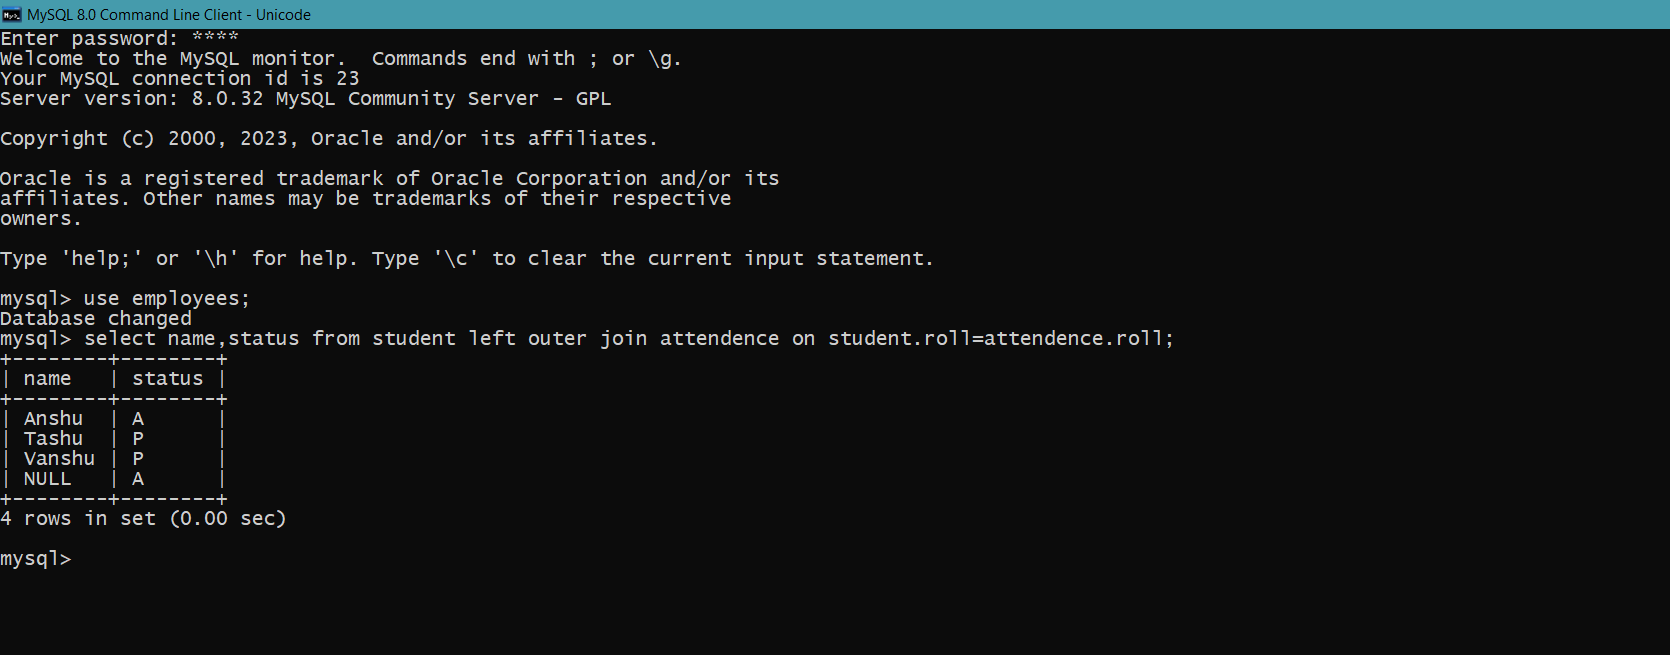 MySQL 8.0 Command Line Client - Unicode
Enter password: ****
Welcome to the MySQL monitor.  Commands end with ; or \g.
Your MySQL connection id is 23
Server version: 8.0.32 MySQL Community Server - GPL

Copyright (c) 2000, 2023, Oracle and/or its affiliates.

Oracle is a registered trademark of Oracle Corporation and/or its
affiliates. Other names may be trademarks of their respective
owners.

Type 'help;' or '\h' for help. Type '\c' to clear the current input statement.

mysql> use employees;
Database changed
mysql> select name,status from student left outer join attendence on student.roll=attendence.roll;
+--------+--------+
| name   | status |
+--------+--------+
| Anshu  | A      |
| Tashu  | P      |
| Vanshu | P      |
| NULL   | A      |
+--------+--------+
4 rows in set (0.00 sec)

mysql>